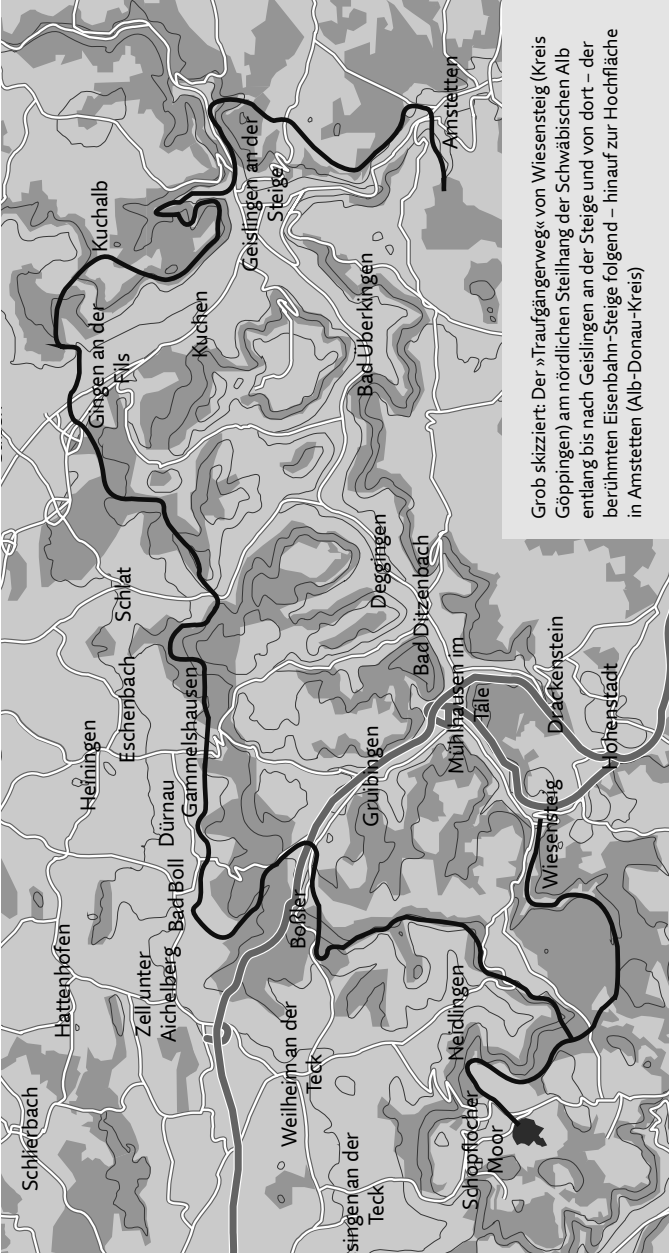 Schlierbach
Hattenhofen
Heiningen
Zell unter
Aichelberg
Bad Boll
Dürnau
Gammelshausen
Eschenbach
Schlat
Gingen an der
Fils
Kuchalb
Kuchen
Geislingen an der
Steige
Amstetten
Bad Überkingen
Deggingen
Bad Ditzenbach
Mühlhausen im
Täle
Gruibingen
Boßler
Weilheim an der
Teck
singen an der
Teck
Neidlingen
Schopflocher
Moor
Wiesensteig
Drackenstein
Hohenstadt
Grob skizziert: Der »Traufgängerweg« von Wiesensteig (Kreis
Göppingen) am nördlichen Steilhang der Schwäbischen Alb
entlang bis nach Geislingen an der Steige und von dort – der
berühmten Eisenbahn-Steige folgend – hinauf zur Hochfläche
in Amstetten (Alb-Donau-Kreis)